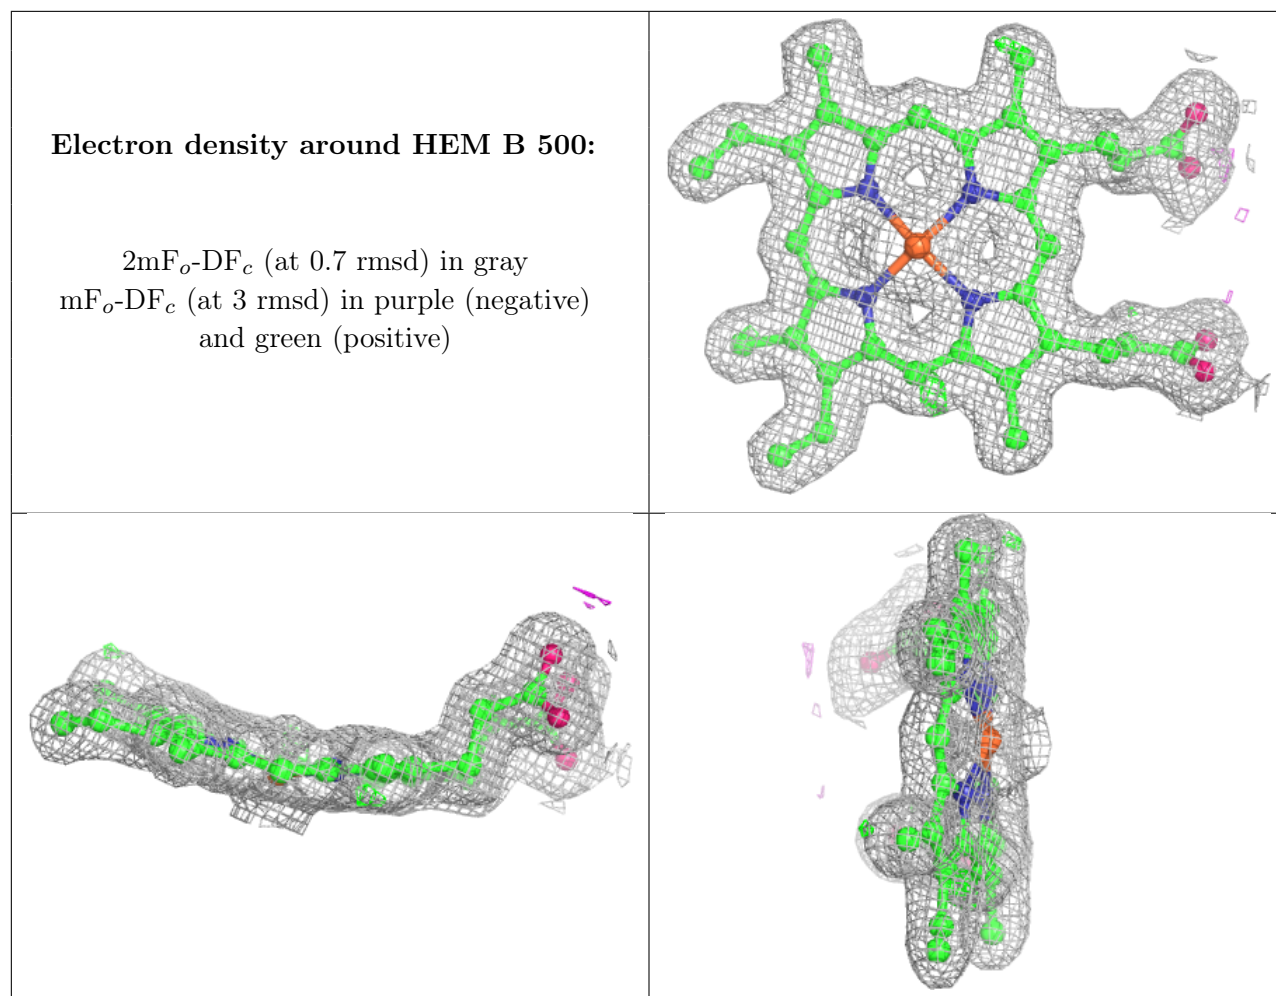 Electron density around HEM B 500:
2mFo-DFc (at 0.7 rmsd) in gray
mFo-DFc (at 3 rmsd) in purple (negative)
and green (positive)